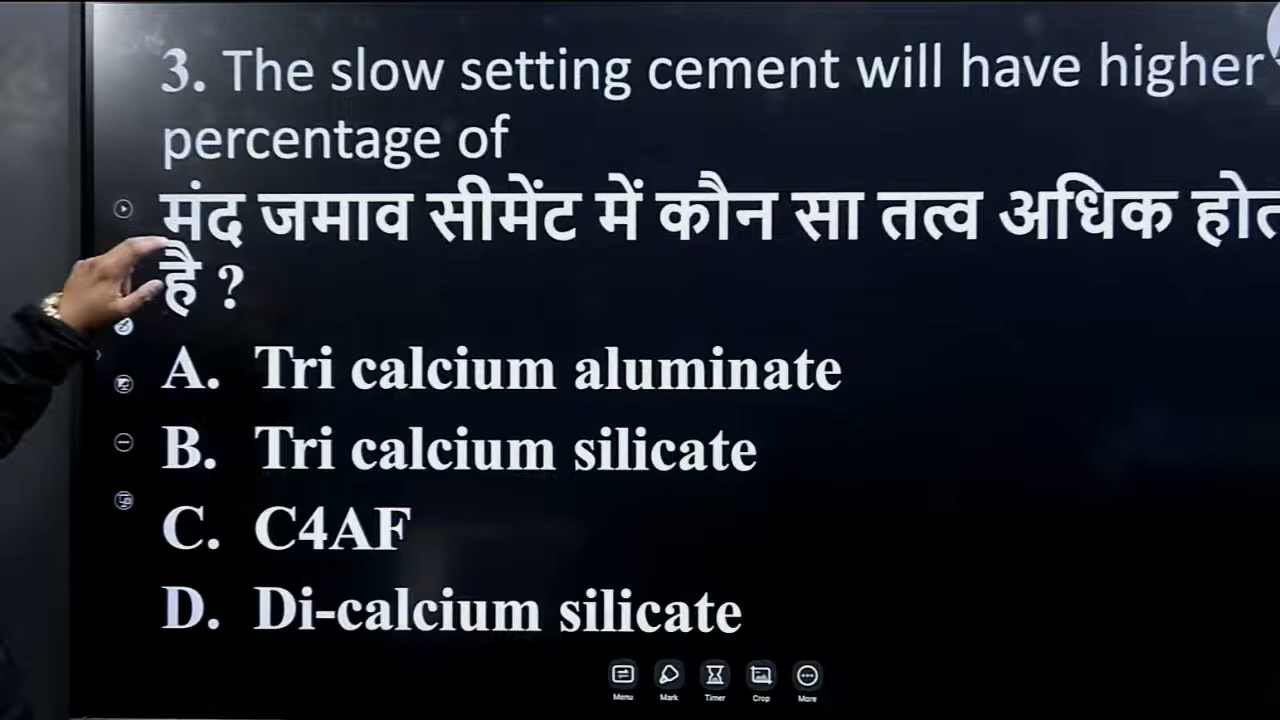 3. The slow setting cement will have higher
percentage of
मंद जमाव सीमेंट में कौन सा तत्व अधिक
है ?
A. Tri calcium aluminate
B. Tri calcium silicate
C. C4AF
D. Di-calcium silicate
Menu Mark Timer Crop More